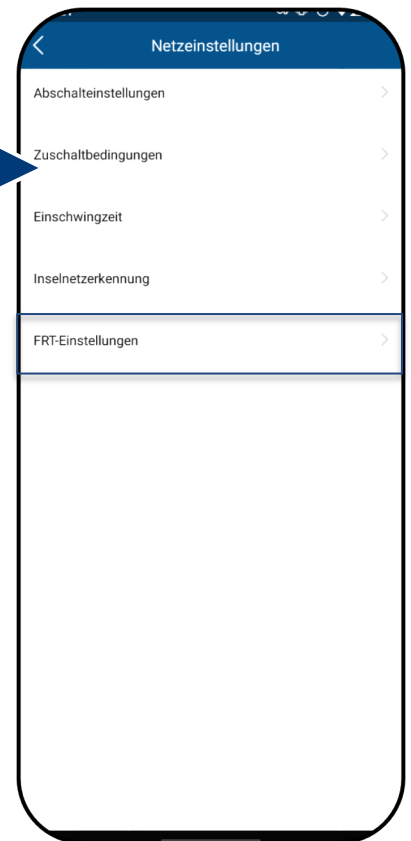 Netzeinstellungen
Abschalteinstellungen
Zuschaltbedingungen
Einschwingzeit
Inselnetzerkennung
FRT-Einstellungen